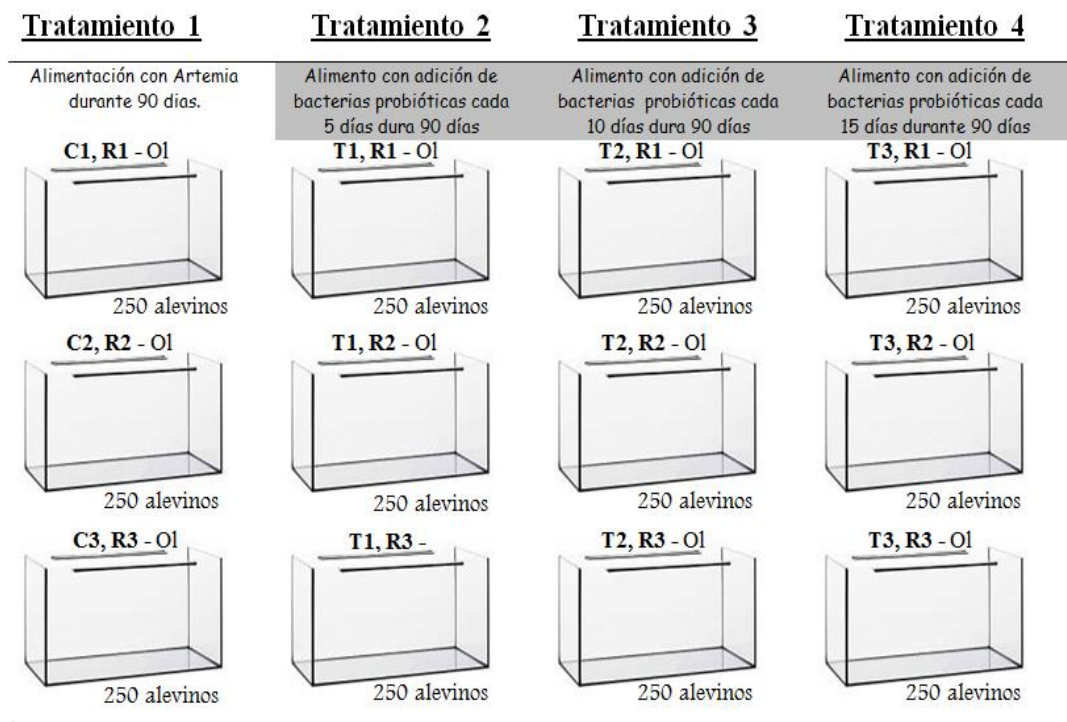 Tratamiento 1
Tratamiento 2
Tratamiento 3
Tratamiento 4
Alimentación con Artemia
durante 90 dias.
Alimento con adición de
bacterias probióticas cada
5 días dura 90 días
Alimento con adición de
bacterias probióticas cada
10 días dura 90 días
Alimento con adición de
bacterias probióticas cada
15 días durante 90 días
C1, R1 - Ol
T1, R1 - Ol
T2, R1 - Ol
T3, R1 - Ol
250 alevinos
250 alevinos
250 alevinos
250 alevinos
C2, R2 - Ol
T1, R2 - Ol
T2, R2 - Ol
T3, R2 - Ol
250 alevinos
250 alevinos
250 alevinos
250 alevinos
C3, R3 - Ol
T1, R3 -
T2, R3 - Ol
T3, R3 - Ol
250 alevinos
250 alevinos
250 alevinos
250 alevinos